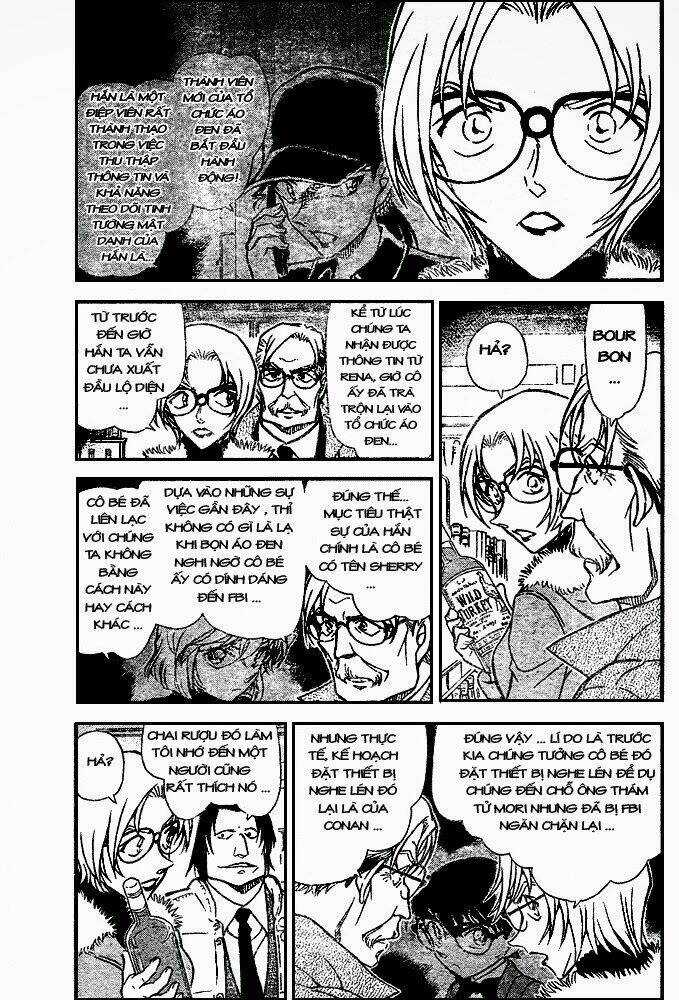 THÀNH VIÊN
MỚI CỦA TỔ
CHỨC ÁO
ĐEN ĐÃ
BẮT ĐẦU
HÀNH
ĐỘNG!
HẮN LÀ MỘT
ĐIỆP VIÊN RẤT
THÀNH THẠO
TRONG VIỆC
THU THẬP
THÔNG TIN VÀ
KHẢ NĂNG
THEO DÕI TINH
TƯỜNG MẬT
DANH CỦA
HẮN LÀ...
BOUR
BON
...
HẢ?
KỂ TỪ LÚC
CHÚNG TA
NHẬN ĐƯỢC
THÔNG TIN TỪ
RENA, GIỜ CÔ
ẤY ĐÃ TRÀ
TRỘN LẠI VÀO
TỔ CHỨC ÁO
ĐEN...
TỪ TRƯỚC
ĐẾN GIỜ
HẮN TA VẪN
CHƯA XUẤT
ĐẦU LỘ DIỆN
...
WILD
TURKEY
ĐÚNG THẾ...
MỤC TIÊU THẬT
SỰ CỦA HẮN
CHÍNH LÀ CÔ BÉ
CÓ TÊN SHERRY
...
DỰA VÀO NHỮNG SỰ
VIỆC GẦN ĐÂY , THÌ
KHÔNG CÓ GÌ LÀ LẠ
KHI BỌN ÁO ĐEN
NGHI NGỜ CÔ BÉ
ẤY CÓ DÍNH DÁNG
ĐẾN FBI ...
CÔ BÉ ĐÃ
LIÊN LẠC
VỚI CHÚNG
TA KHÔNG
BẰNG
CÁCH NÀY
HAY CÁCH
KHÁC ...
ĐÚNG VẬY ... LÍ DO LÀ TRƯỚC
KIA CHÚNG TƯỞNG CÔ BÉ ĐÓ
ĐẶT THIẾT BỊ NGHE LÉN ĐỂ DỤ
CHÚNG ĐẾN CHỖ ÔNG THÁM
TỬ MORI NHƯNG ĐÃ BỊ FBI
NGĂN CHẶN LẠI ...
NHƯNG THỰC
TẾ, KẾ HOẠCH
ĐẶT THIẾT BỊ
NGHE LÉN ĐÓ
LẠI LÀ CỦA
CONAN ...
CHAI RƯỢU ĐÓ LÀM
TÔI NHỚ ĐẾN MỘT
NGƯỜI CŨNG
RẤT THÍCH NÓ ...
HẢ?